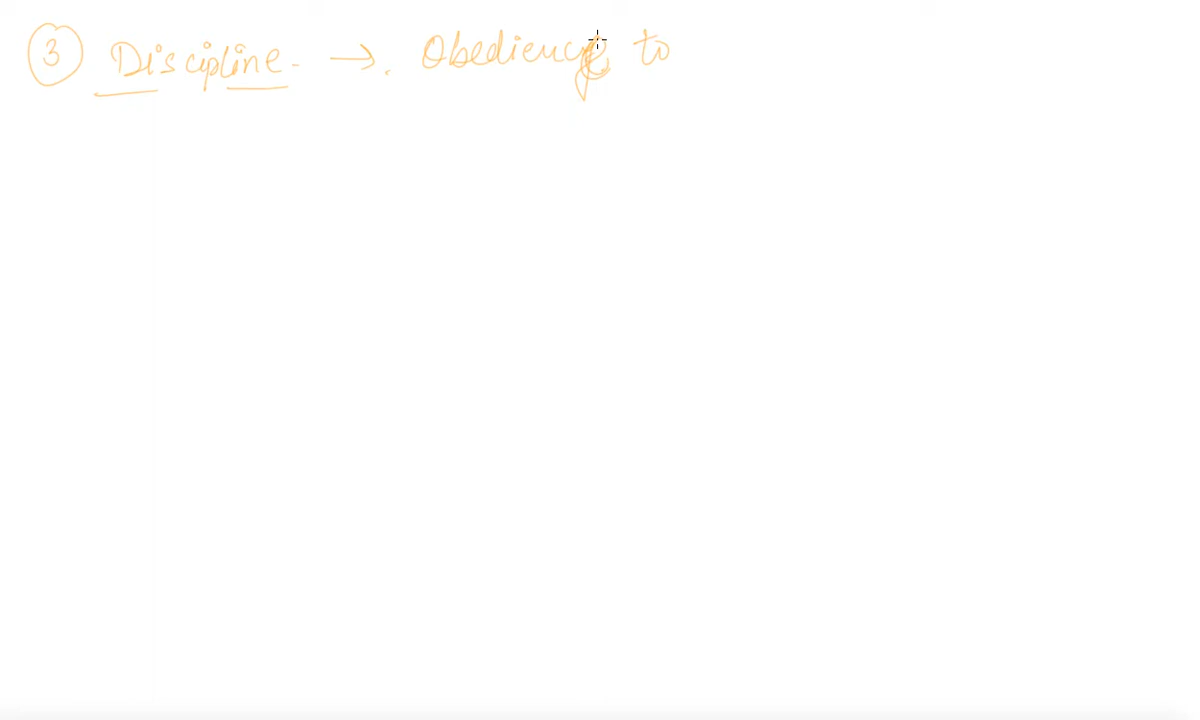 ③ Discipline. → . Obedience to